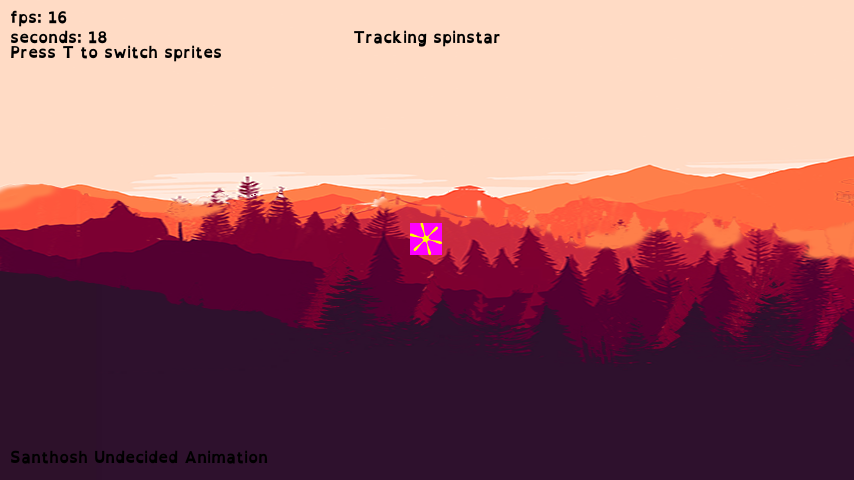 fps: 16
seconds: 18
Press T to switch sprites
Tracking spinstar
Santhosh Undecided Animation